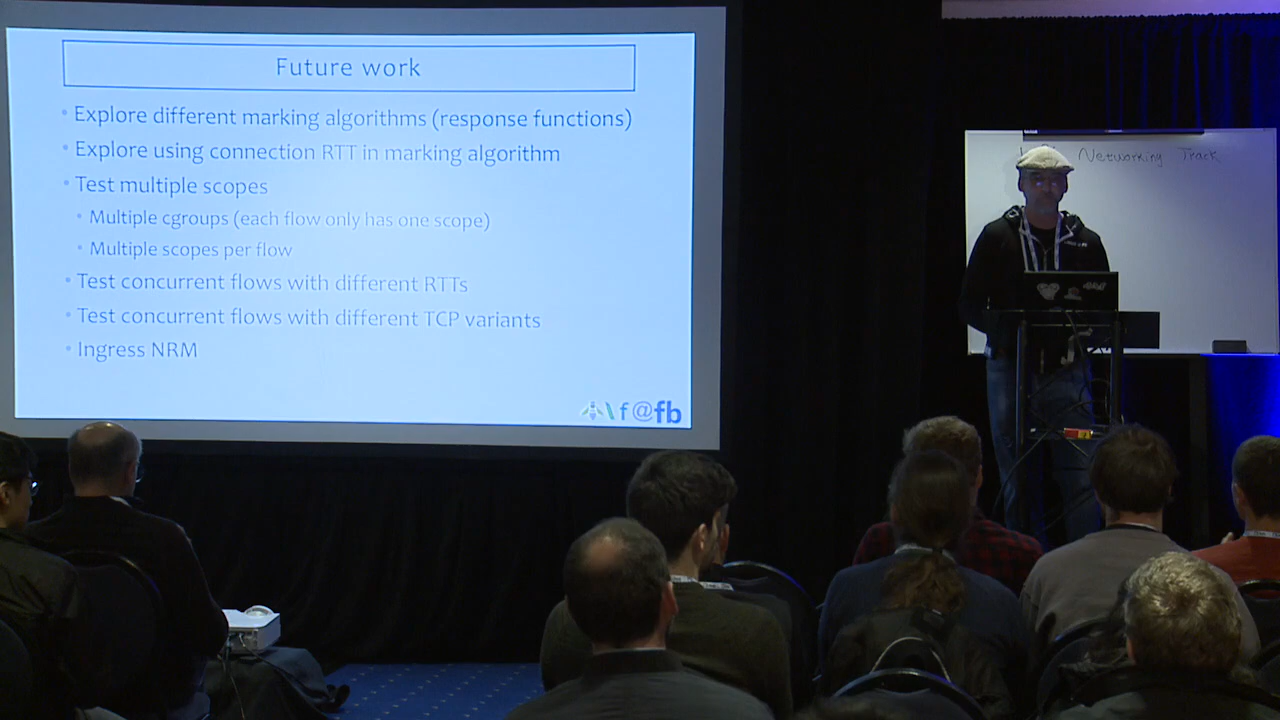 Future work
• Explore different marking algorithms (response functions)
• Explore using connection RTT in marking algorithm
• Test multiple scopes
• Multiple cgroups (each flow only has one scope)
• Multiple scopes per flow
• Test concurrent flows with different RTTs
• Test concurrent flows with different TCP variants
• Ingress NRM
\f@fb
Networking Track